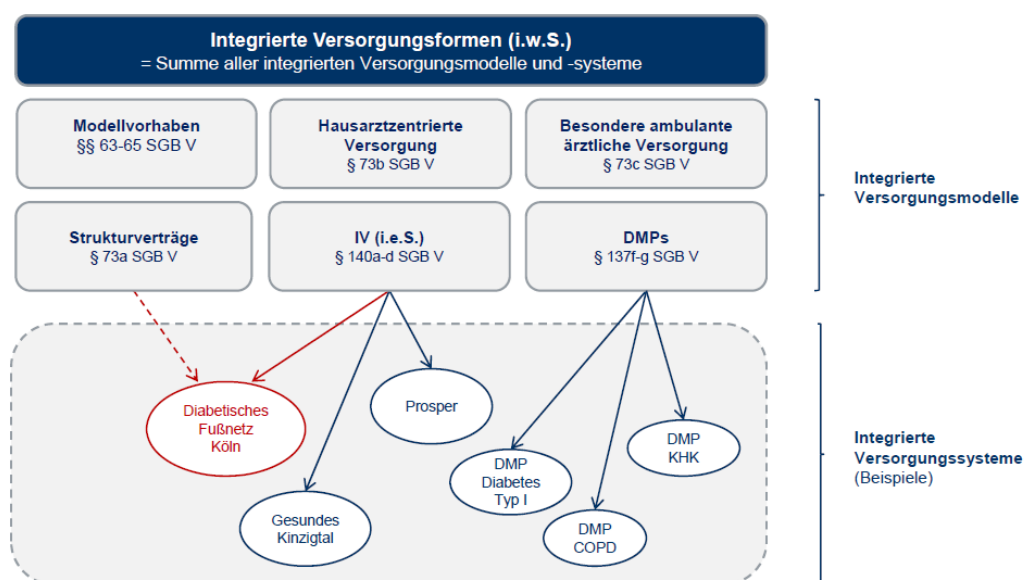 Integrierte Versorgungsformen (i.w.S.)
= Summe aller integrierten Versorgungsmodelle und -systeme
Modellvorhaben
§§ 63-65 SGB V
Hausarztzentrierte
Versorgung
§ 73b SGB V
Besondere ambulante
ärztliche Versorgung
§ 73c SGB V
Integrierte
Versorgungsmodelle
Strukturverträge
§ 73a SGB V
IV (i.e.S.)
§ 140a-d SGB V
DMPs
§ 137f-g SGB V
Diabetisches
Fußnetz
Köln
Prosper
DMP
KHK
DMP
Diabetes
Typ I
Gesundes
Kinzigtal
DMP
COPD
Integrierte
Versorgungssysteme
(Beispiele)